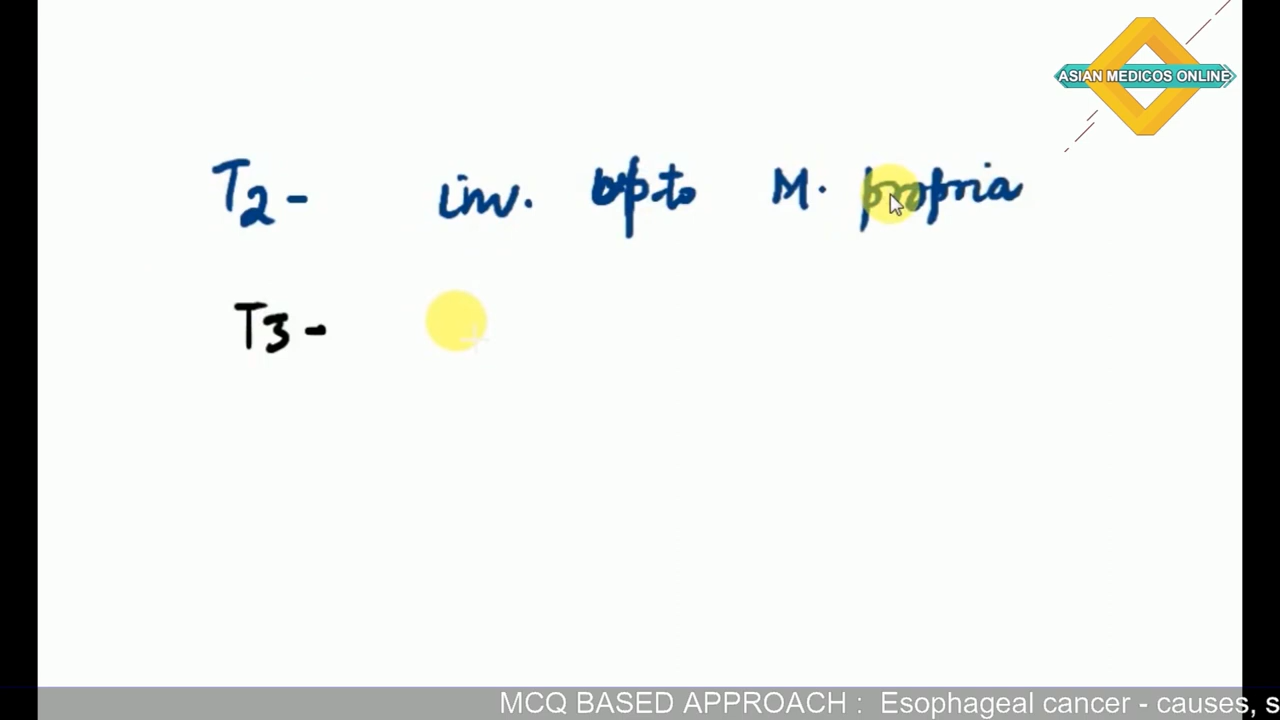 ASIAN MEDICOS ONLINE
T2 - inv. upto M. propria
T3 -
MCQ BASED APPROACH : Esophageal cancer - causes, s